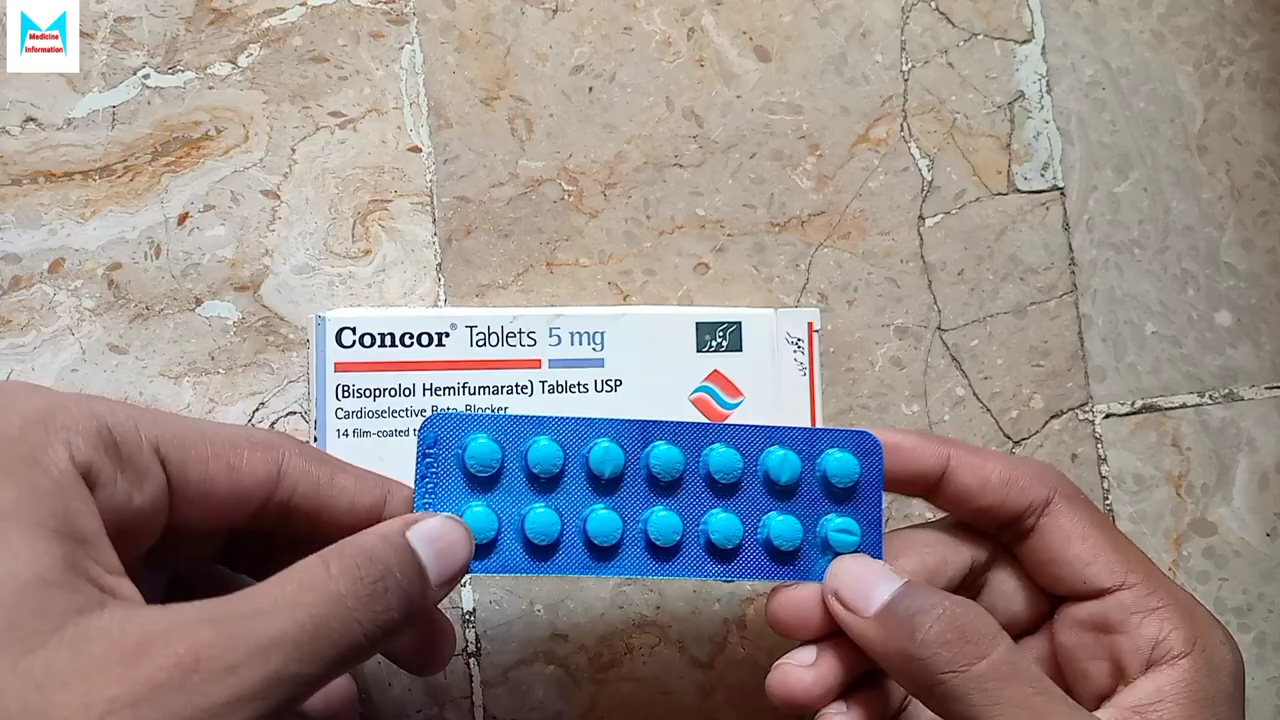 Medicine
Information
Concor® Tablets 5 mg
کونکور®
(Bisoprolol Hemifumarate) Tablets USP
Cardioselective Beta-Blocker
14 film-coated